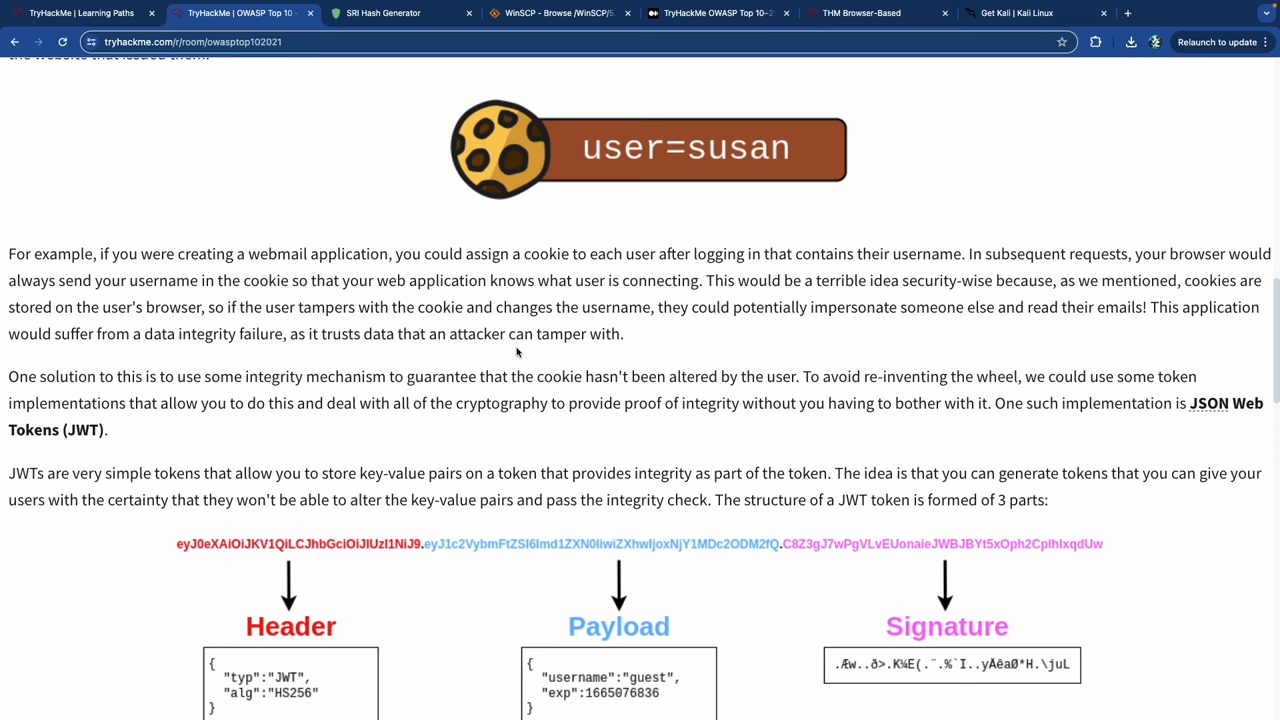 TryHackMe | Learning Paths
TryHackMe | OWASP Top 10 -
SRI Hash Generator
WinSCP - Browse /WinSCP/5.
TryHackMe OWASP Top 10–2
THM Browser-Based
Get Kali | Kali Linux
tryhackme.com/r/room/owasptop102021
Relaunch to update
the website that issued them.
user=susan
For example, if you were creating a webmail application, you could assign a cookie to each user after logging in that contains their username. In subsequent requests, your browser would
always send your username in the cookie so that your web application knows what user is connecting. This would be a terrible idea security-wise because, as we mentioned, cookies are
stored on the user's browser, so if the user tampers with the cookie and changes the username, they could potentially impersonate someone else and read their emails! This application
would suffer from a data integrity failure, as it trusts data that an attacker can tamper with.
One solution to this is to use some integrity mechanism to guarantee that the cookie hasn't been altered by the user. To avoid re-inventing the wheel, we could use some token
implementations that allow you to do this and deal with all of the cryptography to provide proof of integrity without you having to bother with it. One such implementation is JSON Web
Tokens (JWT).
JWTs are very simple tokens that allow you to store key-value pairs on a token that provides integrity as part of the token. The idea is that you can generate tokens that you can give your
users with the certainty that they won't be able to alter the key-value pairs and pass the integrity check. The structure of a JWT token is formed of 3 parts:
eyJ0eXAiOiJKV1QiLCJhbGciOiJIUzI1NiJ9.eyJ1c2VybmFtZSI6Imd1ZXN0IiwiZXhwIjoxNjY1MDc2ODM2fQ.C8Z3gJ7wPgVLvEUonaieJWBJBYt5xOph2CpIhlxqdUw
Header
Payload
Signature
{
"typ":"JWT",
"alg":"HS256"
}
{
"username":"guest",
"exp":1665076836
}